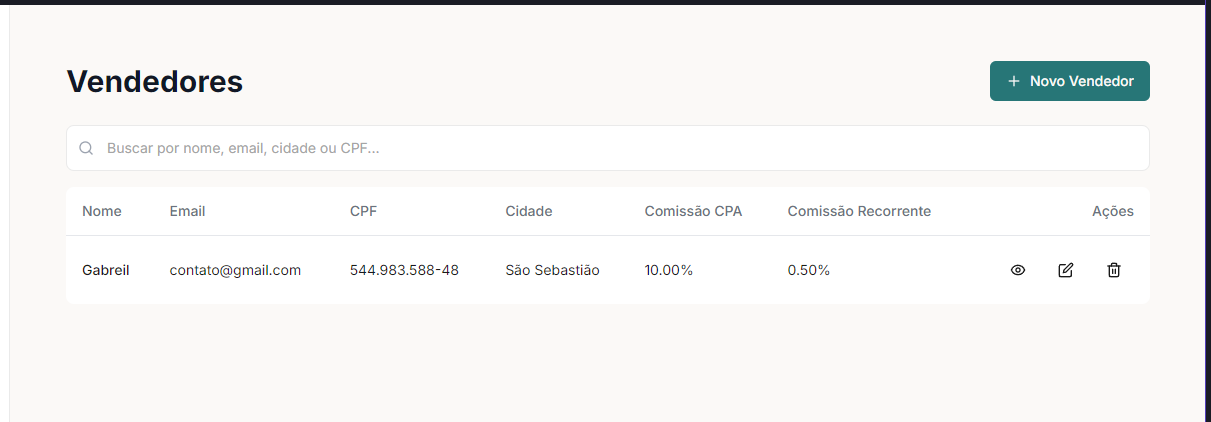 Vendedores
+ Novo Vendedor
Buscar por nome, email, cidade ou CPF...
Nome Email CPF Cidade Comissão CPA Comissão Recorrente Ações
Gabreil contato@gmail.com 544.983.588-48 São Sebastião 10.00% 0.50%